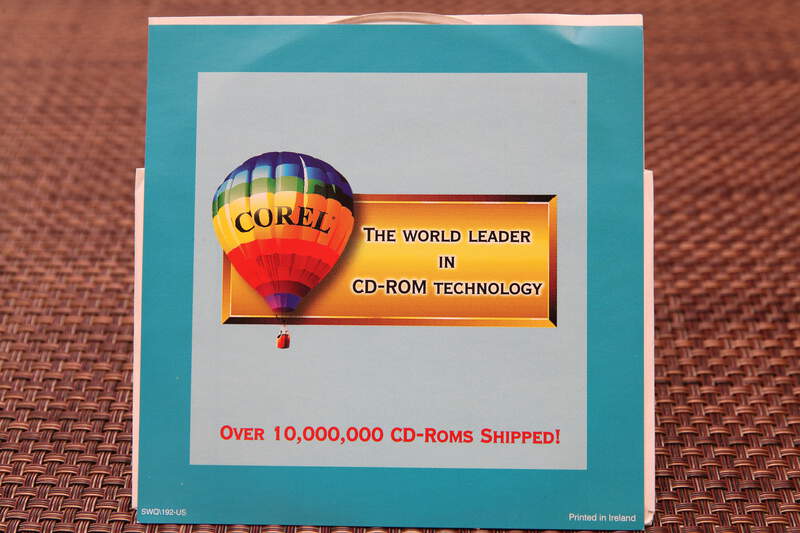 COREL
THE WORLD LEADER
IN
CD-ROM TECHNOLOGY
OVER 10,000,000 CD-ROMS SHIPPED!
SWQ\192-US
Printed in Ireland